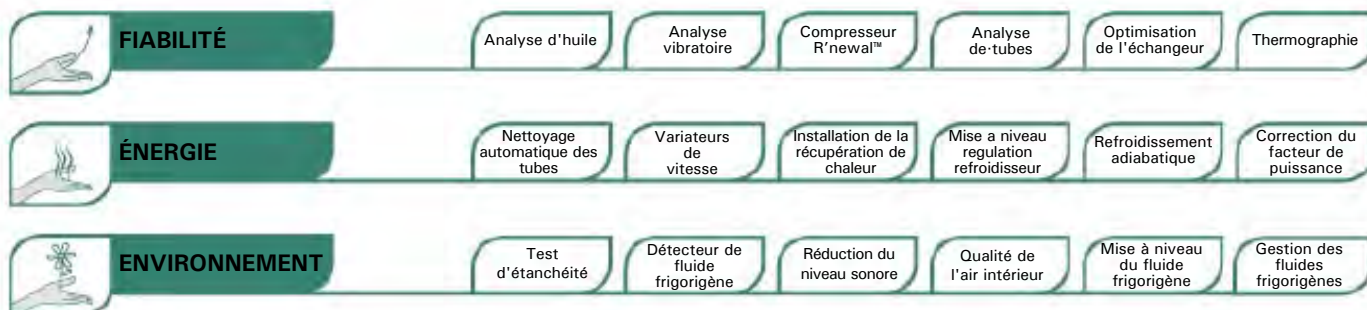 FIABILITÉ
Analyse d'huile
Analyse
vibratoire
Compresseur
R'newal™
Analyse
de·tubes
Optimisation
de l'échangeur
Thermographie
ÉNERGIE
Nettoyage
automatique des
tubes
Variateurs
de
vitesse
Installation de la
récupération de
chaleur
Mise a niveau
regulation
refroidisseur
Refroidissement
adiabatique
Correction du
facteur de
puissance
ENVIRONNEMENT
Test
d'étanchéité
Détecteur de
fluide
frigorigène
Réduction du
niveau sonore
Qualité de
l'air intérieur
Mise à niveau
du fluide
frigorigène
Gestion des
fluides
frigorigènes